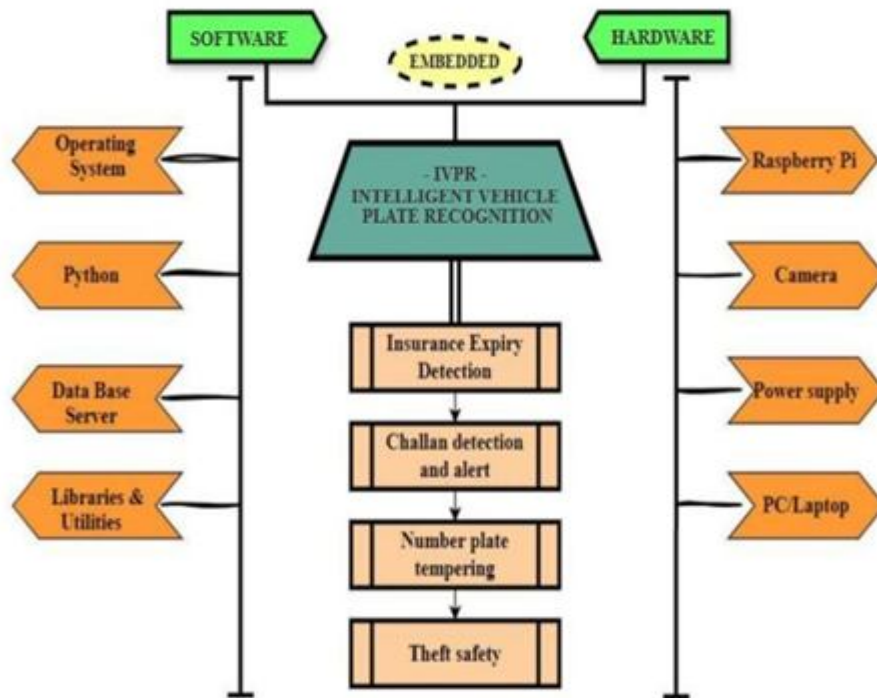 SOFTWARE
EMBEDDED
HARDWARE
Operating
System
Python
Data Base
Server
Libraries &
Utilities
- IVPR -
INTELLIGENT VEHICLE
PLATE RECOGNITION
Insurance Expiry
Detection
Challan detection
and alert
Number plate
tempering
Theft safety
Raspberry Pi
Camera
Power supply
PC/Laptop